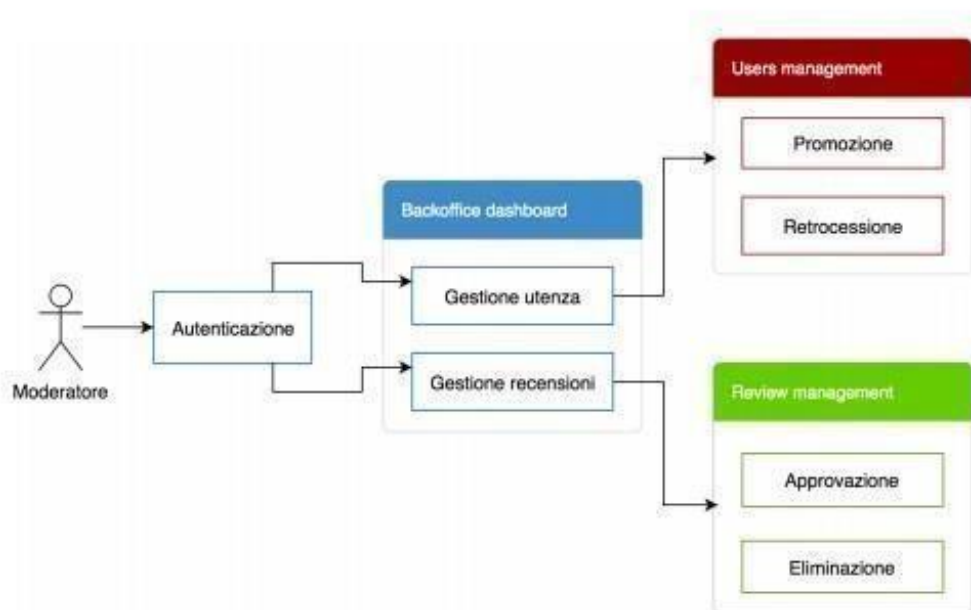 Users management
Promozione
Retrocessione
Backoffice dashboard
Gestione utenza
Gestione recensioni
Autenticazione
Moderatore
Review management
Approvazione
Eliminazione